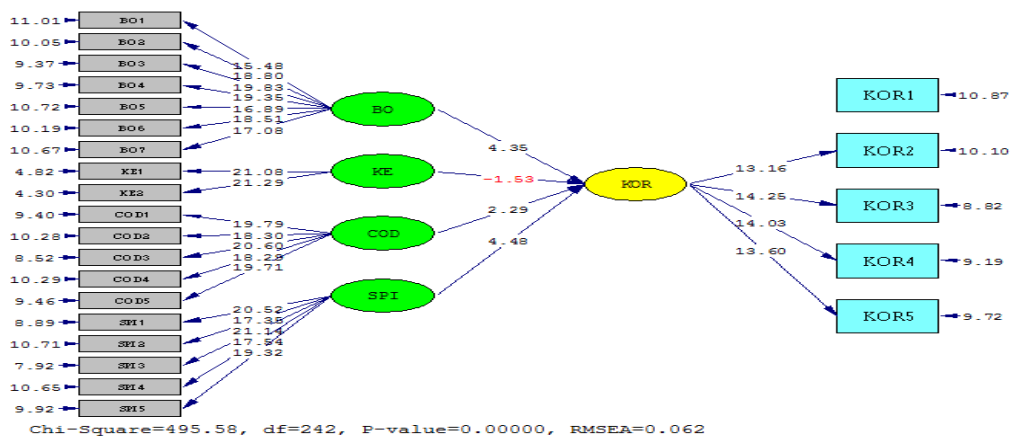 11.01 BO1
10.05 BO2
9.37 BO3
9.73 BO4
10.72 BO5
10.19 BO6
10.67 BO7
4.82 KE1
4.30 KE2
9.40 COD1
10.28 COD2
8.52 COD3
10.29 COD4
9.46 COD5
8.89 SPI1
10.71 SPI2
7.92 SPI3
10.65 SPI4
9.92 SPI5
15.48
18.80
19.83
19.35
16.89
18.51
17.08
21.08
21.29
19.79
18.30
20.60
18.29
19.71
20.52
17.35
21.14
17.54
19.32
BO
KE
COD
SPI
4.35
-1.53
2.29
4.48
KOR
13.16
14.25
14.03
13.60
KOR1 10.87
KOR2 10.10
KOR3 8.82
KOR4 9.19
KOR5 9.72
Chi-Square=495.58, df=242, P-value=0.00000, RMSEA=0.062